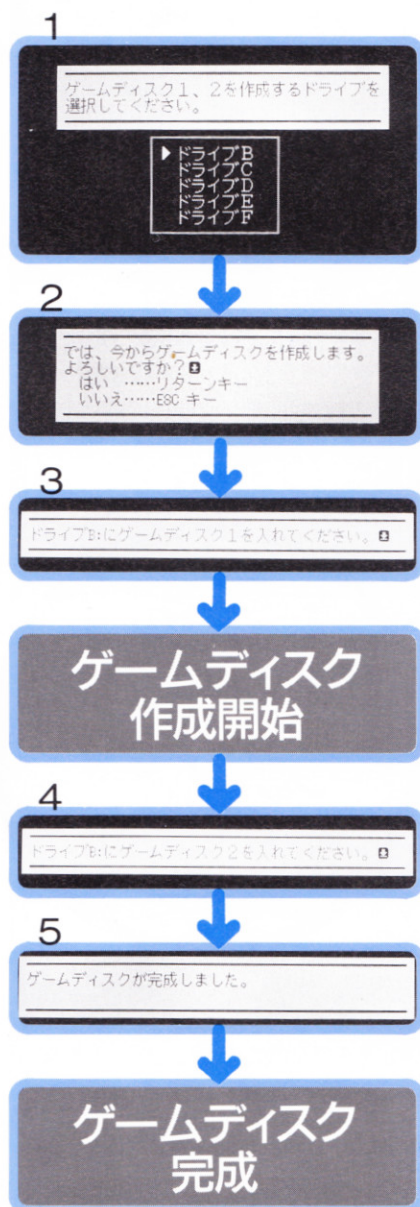 1
ゲームディスク1、2を作成するドライブを
選択してください。
▶ドライブB
ドライブC
ドライブD
ドライブE
ドライブF
2
では、今からゲームディスクを作成します。
よろしいですか?
はい ……リターンキー
いいえ……ESC キー
3
ドライブB:にゲームディスク1を入れてください。
ゲームディスク
作成開始
4
ドライブB:にゲームディスク2を入れてください。
5
ゲームディスクが完成しました。
ゲームディスク
完成